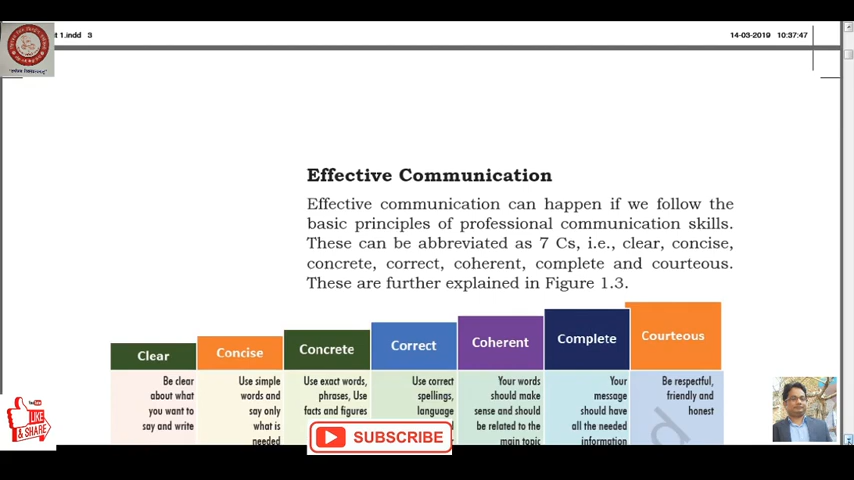 t 1.indd 3
14-03-2019 10:37:47
Effective Communication
Effective communication can happen if we follow the
basic principles of professional communication skills.
These can be abbreviated as 7 Cs, i.e., clear, concise,
concrete, correct, coherent, complete and courteous.
These are further explained in Figure 1.3.
Clear
Be clear
about what
you want to
say and write
Concise
Use simple
words and
say only
what is
needed
Concrete
Use exact words,
phrases, Use
facts and figures
Correct
Use correct
spellings,
language
Coherent
Your words
should make
sense and should
be related to the
main topic
Complete
Your
message
should have
all the needed
information
Courteous
Be respectful,
friendly and
honest
d
LIKE
& SHARE
SUBSCRIBE